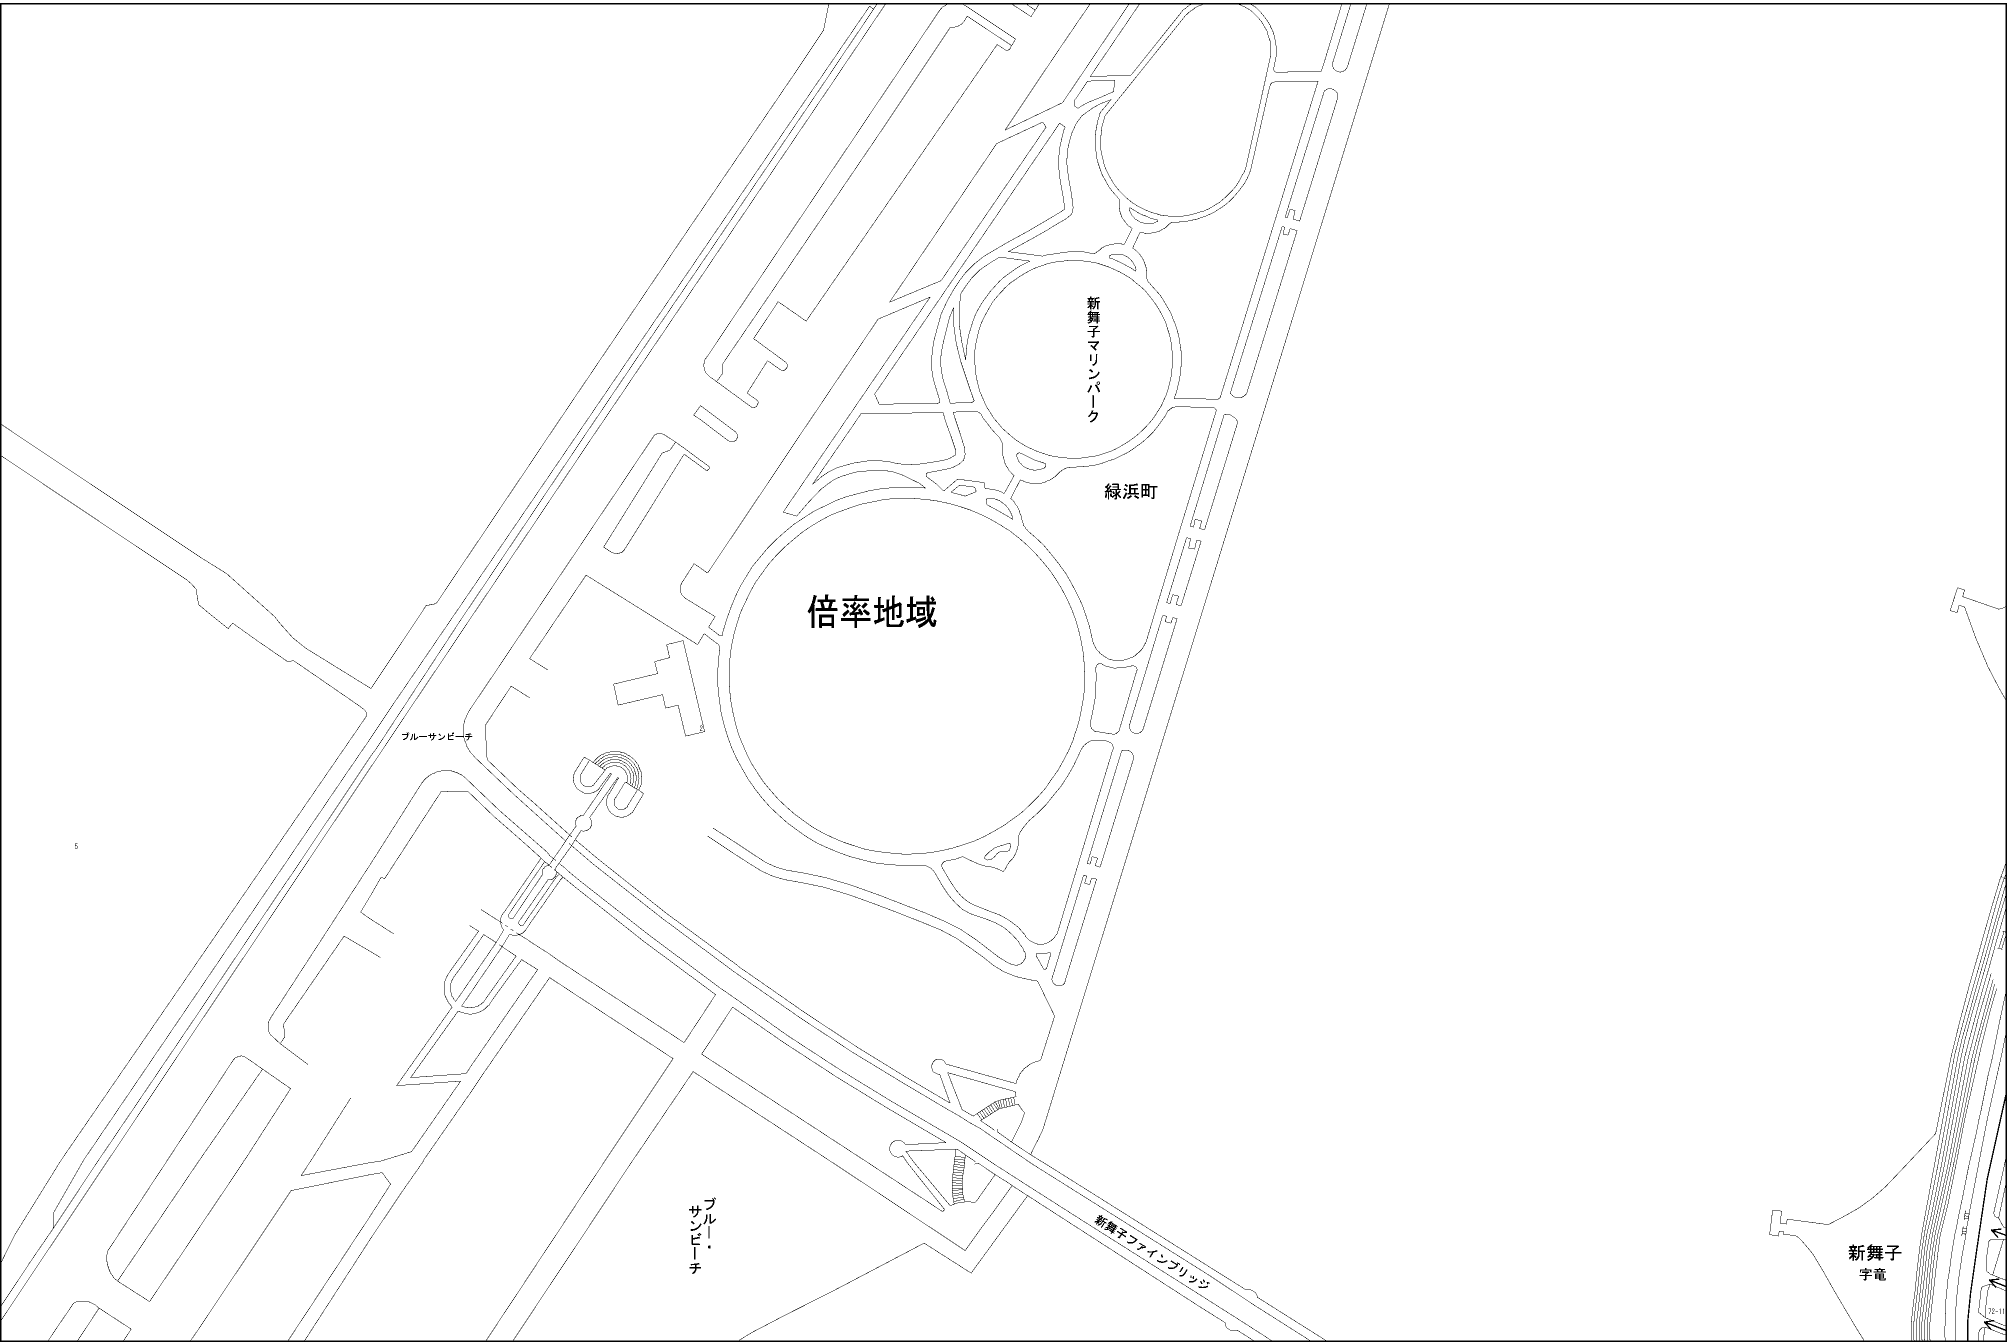 新舞子マリンパーク
緑浜町
倍率地域
ブルーサンビーチ
5
ブルー・
サンビーチ
新舞子ファインブリッジ
新舞子
字竜
72-11